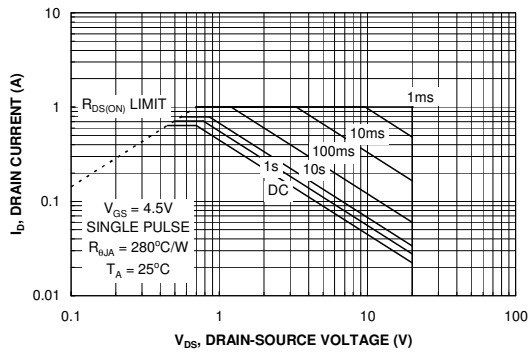 10
1
0.1
0.01
I_D, DRAIN CURRENT (A)
R_DS(ON) LIMIT
1ms
10ms
100ms
1s
10s
DC
V_GS = 4.5V
SINGLE PULSE
R_θJA = 280°C/W
T_A = 25°C
0.1
1
10
100
V_DS, DRAIN-SOURCE VOLTAGE (V)